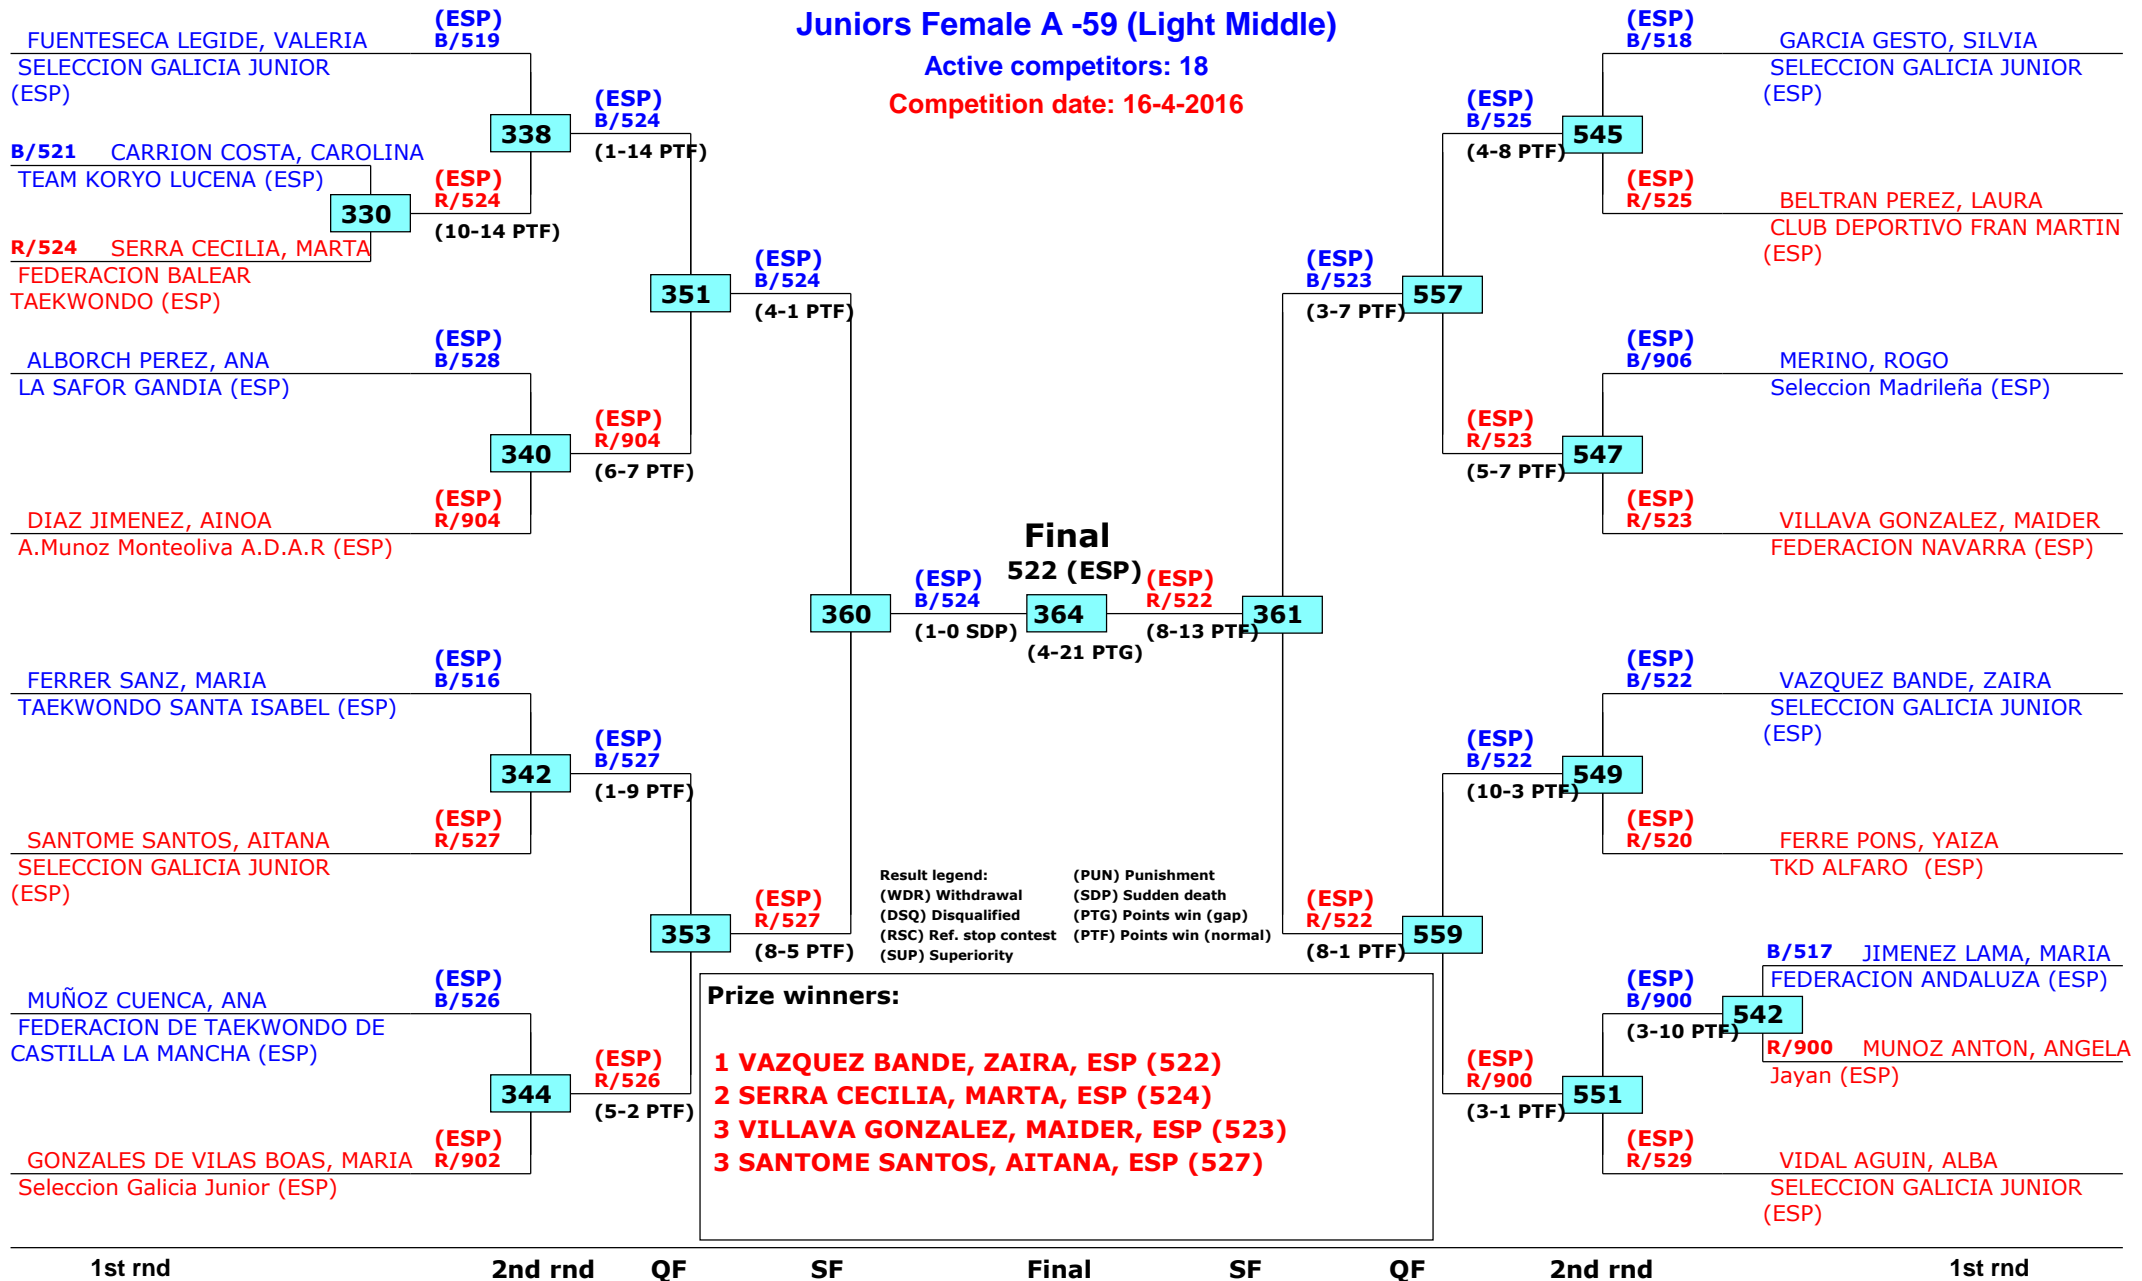 Juniors Female A -59 (Light Middle)
Active competitors: 18
Competition date: 16-4-2016
(ESP)
FUENTESECA LEGIDE, VALERIA B/519
SELECCION GALICIA JUNIOR
(ESP)
338
(ESP)
B/524
(1-14 PTF)
B/521 CARRION COSTA, CAROLINA
TEAM KORYO LUCENA (ESP)
330
(ESP)
R/524
(10-14 PTF)
R/524 SERRA CECILIA, MARTA
FEDERACION BALEAR
TAEKWONDO (ESP)
351
(ESP)
B/524
(4-1 PTF)
(ESP)
ALBORCH PEREZ, ANA B/528
LA SAFOR GANDIA (ESP)
340
(ESP)
R/904
(6-7 PTF)
(ESP)
DIAZ JIMENEZ, AINOA R/904
A.Munoz Monteoliva A.D.A.R (ESP)
360
(ESP)
B/524
(1-0 SDP)
(ESP)
FERRER SANZ, MARIA B/516
TAEKWONDO SANTA ISABEL (ESP)
342
(ESP)
B/527
(1-9 PTF)
(ESP)
SANTOME SANTOS, AITANA R/527
SELECCION GALICIA JUNIOR
(ESP)
353
(ESP)
R/527
(8-5 PTF)
(ESP)
MUÑOZ CUENCA, ANA B/526
FEDERACION DE TAEKWONDO DE
CASTILLA LA MANCHA (ESP)
344
(ESP)
R/526
(5-2 PTF)
(ESP)
GONZALES DE VILAS BOAS, MARIA R/902
Seleccion Galicia Junior (ESP)
Final
522 (ESP)
364
(4-21 PTG)
(ESP)
R/522
(8-13 PTF)
361
(ESP)
B/518 GARCIA GESTO, SILVIA
SELECCION GALICIA JUNIOR
(ESP)
545
(ESP)
B/525
(4-8 PTF)
(ESP)
R/525 BELTRAN PEREZ, LAURA
CLUB DEPORTIVO FRAN MARTIN
(ESP)
557
(ESP)
B/523
(3-7 PTF)
(ESP)
B/906 MERINO, ROGO
Seleccion Madrileña (ESP)
547
(ESP)
R/523
(5-7 PTF)
(ESP)
R/523 VILLAVA GONZALEZ, MAIDER
FEDERACION NAVARRA (ESP)
(ESP)
B/522 VAZQUEZ BANDE, ZAIRA
SELECCION GALICIA JUNIOR
(ESP)
549
(ESP)
B/522
(10-3 PTF)
(ESP)
R/520 FERRE PONS, YAIZA
TKD ALFARO (ESP)
559
(ESP)
R/522
(8-1 PTF)
B/517 JIMENEZ LAMA, MARIA
FEDERACION ANDALUZA (ESP)
542
(ESP)
B/900
(3-10 PTF)
R/900 MUNOZ ANTON, ANGELA
Jayan (ESP)
551
(ESP)
R/900
(3-1 PTF)
(ESP)
R/529 VIDAL AGUIN, ALBA
SELECCION GALICIA JUNIOR
(ESP)
Result legend: (PUN) Punishment
(WDR) Withdrawal (SDP) Sudden death
(DSQ) Disqualified (PTG) Points win (gap)
(RSC) Ref. stop contest (PTF) Points win (normal)
(SUP) Superiority
Prize winners:
1 VAZQUEZ BANDE, ZAIRA, ESP (522)
2 SERRA CECILIA, MARTA, ESP (524)
3 VILLAVA GONZALEZ, MAIDER, ESP (523)
3 SANTOME SANTOS, AITANA, ESP (527)
1st rnd 2nd rnd QF SF Final SF QF 2nd rnd 1st rnd